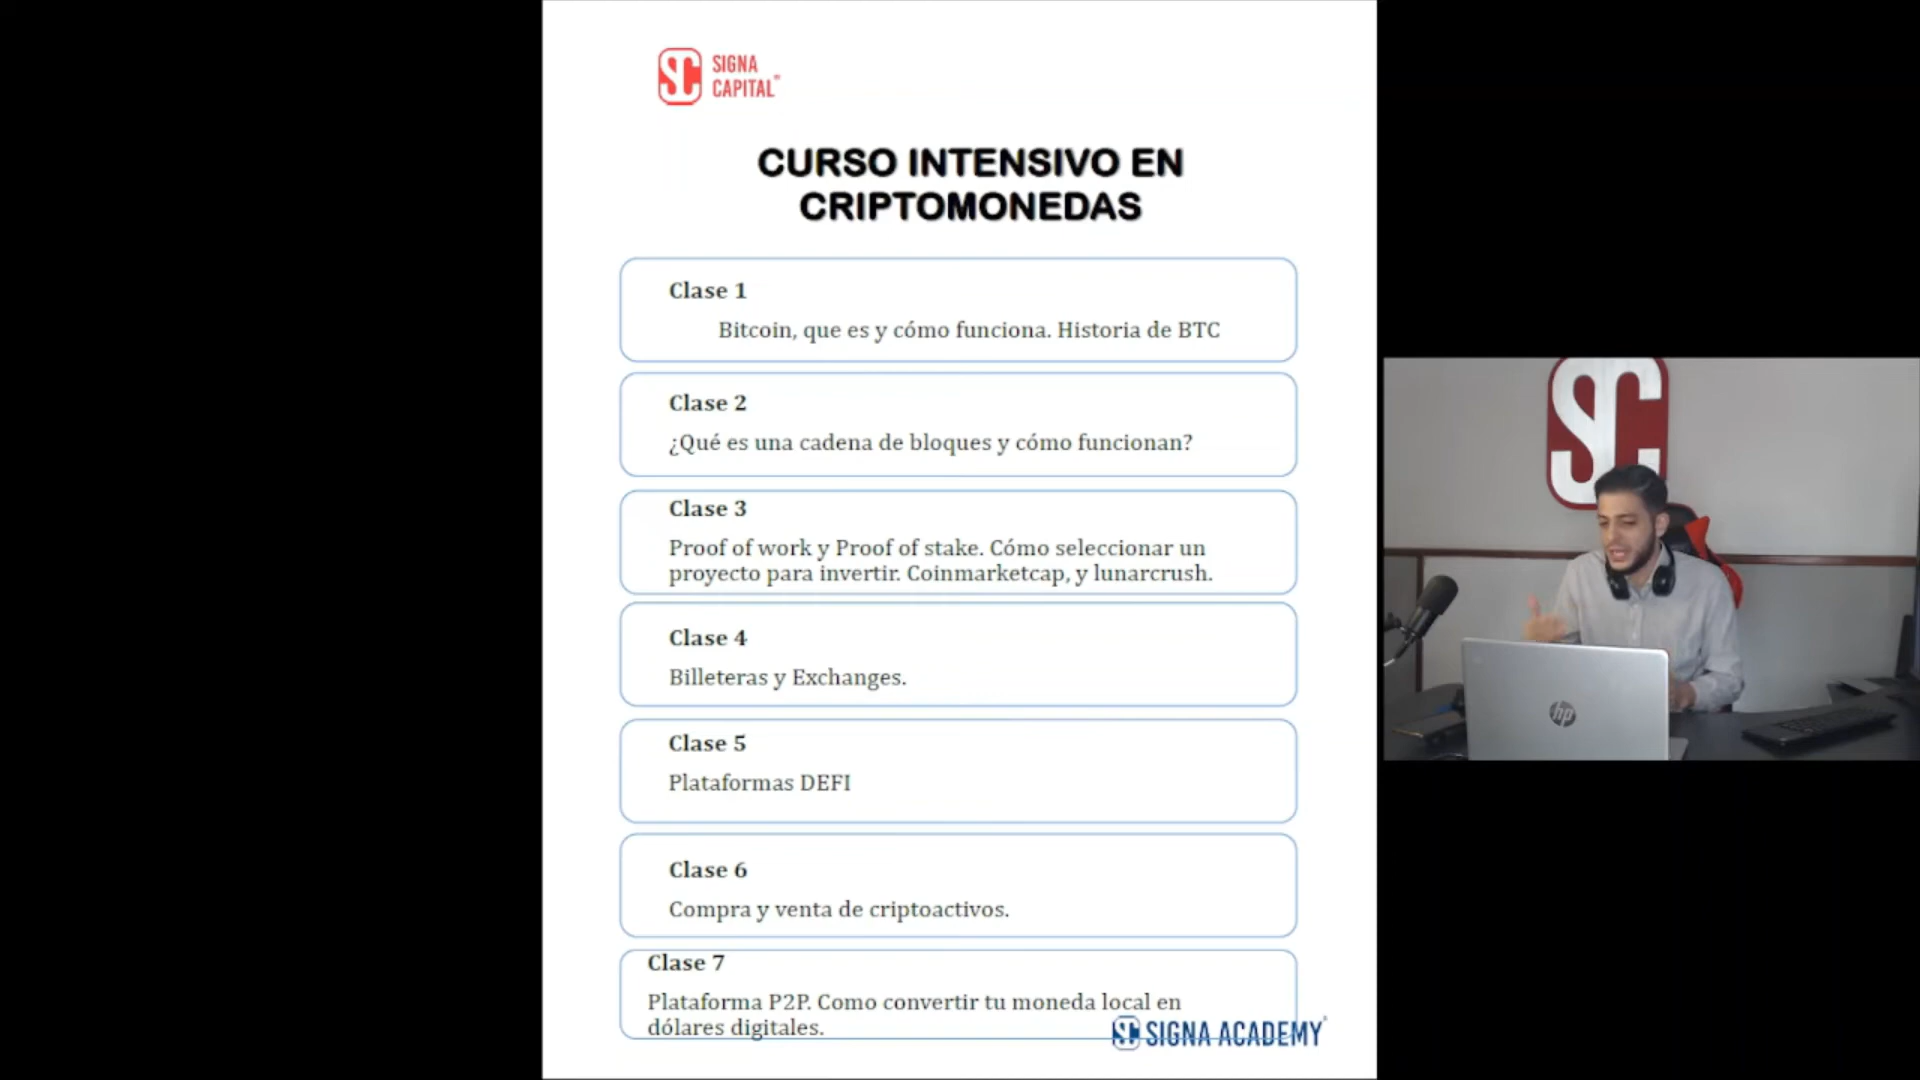 SIGNA
CAPITAL
CURSO INTENSIVO EN
CRIPTOMONEDAS
Clase 1
Bitcoin, que es y cómo funciona. Historia de BTC
Clase 2
¿Qué es una cadena de bloques y cómo funcionan?
Clase 3
Proof of work y Proof of stake. Cómo seleccionar un
proyecto para invertir. Coinmarketcap, y lunarcrush.
Clase 4
Billeteras y Exchanges.
Clase 5
Plataformas DEFI
Clase 6
Compra y venta de criptoactivos.
Clase 7
Plataforma P2P. Como convertir tu moneda local en
dólares digitales.
SC SIGNA ACADEMY
SC
hp